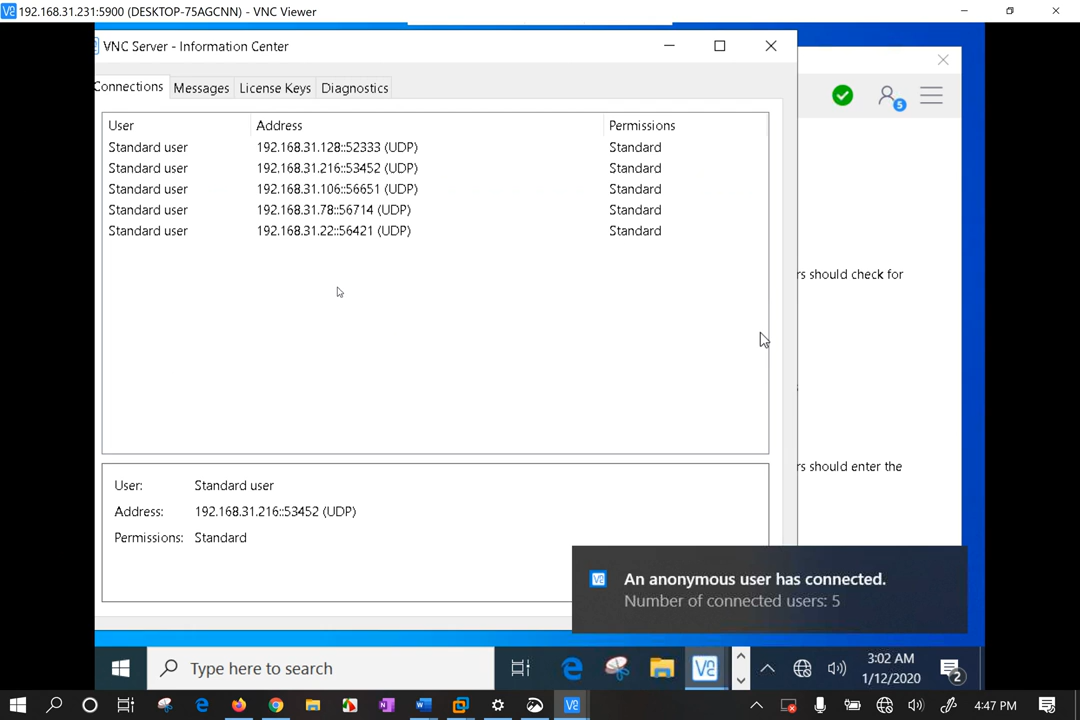 192.168.31.231:5900 (DESKTOP-75AGCNN) - VNC Viewer
VNC Server - Information Center
Connections Messages License Keys Diagnostics
User Address Permissions
Standard user 192.168.31.128::52333 (UDP) Standard
Standard user 192.168.31.216::53452 (UDP) Standard
Standard user 192.168.31.106::56651 (UDP) Standard
Standard user 192.168.31.78::56714 (UDP) Standard
Standard user 192.168.31.22::56421 (UDP) Standard
User: Standard user
Address: 192.168.31.216::53452 (UDP)
Permissions: Standard
5
rs should check for
rs should enter the
An anonymous user has connected.
Number of connected users: 5
Type here to search
3:02 AM
1/12/2020
2
4:47 PM